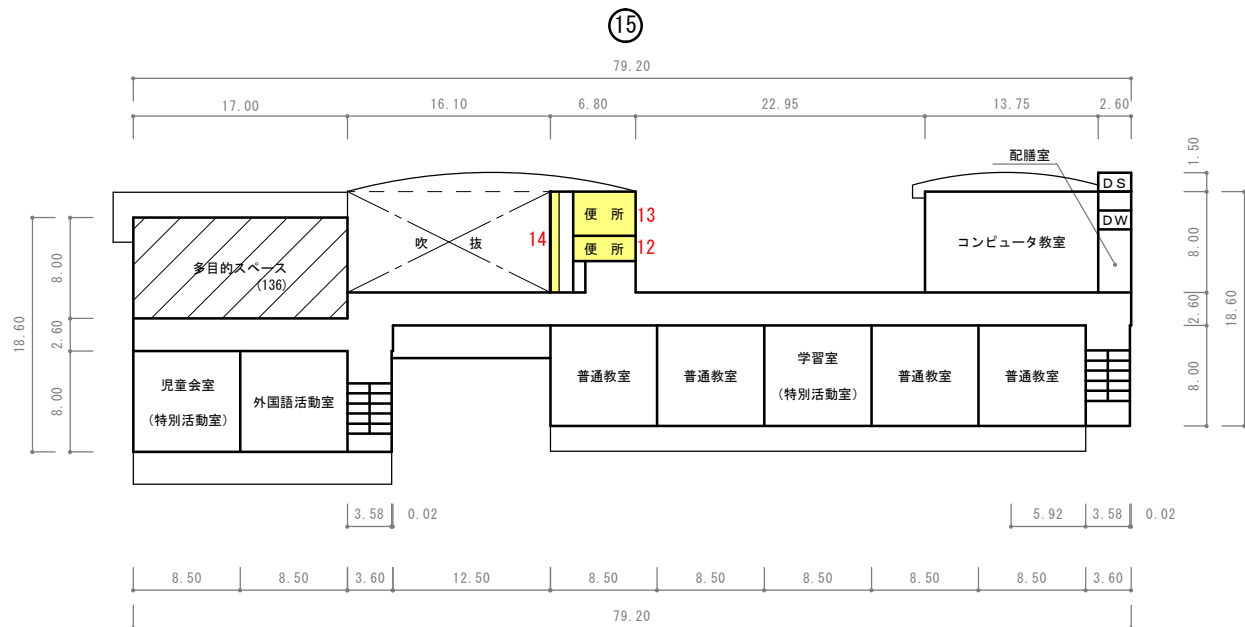 ⑮
79.20
17.00
16.10
6.80
22.95
13.75
2.60
配膳室
1.50
DS
便 所
13
DW
14
吹 抜
便 所
12
コンピュータ教室
8.00
8.00
多目的スペース
(136)
18.60
2.60
2.60
18.60
児童会室
(特別活動室)
外国語活動室
普通教室
普通教室
学習室
(特別活動室)
普通教室
普通教室
8.00
8.00
3.58
0.02
5.92
3.58
0.02
8.50
8.50
3.60
12.50
8.50
8.50
8.50
8.50
8.50
3.60
79.20